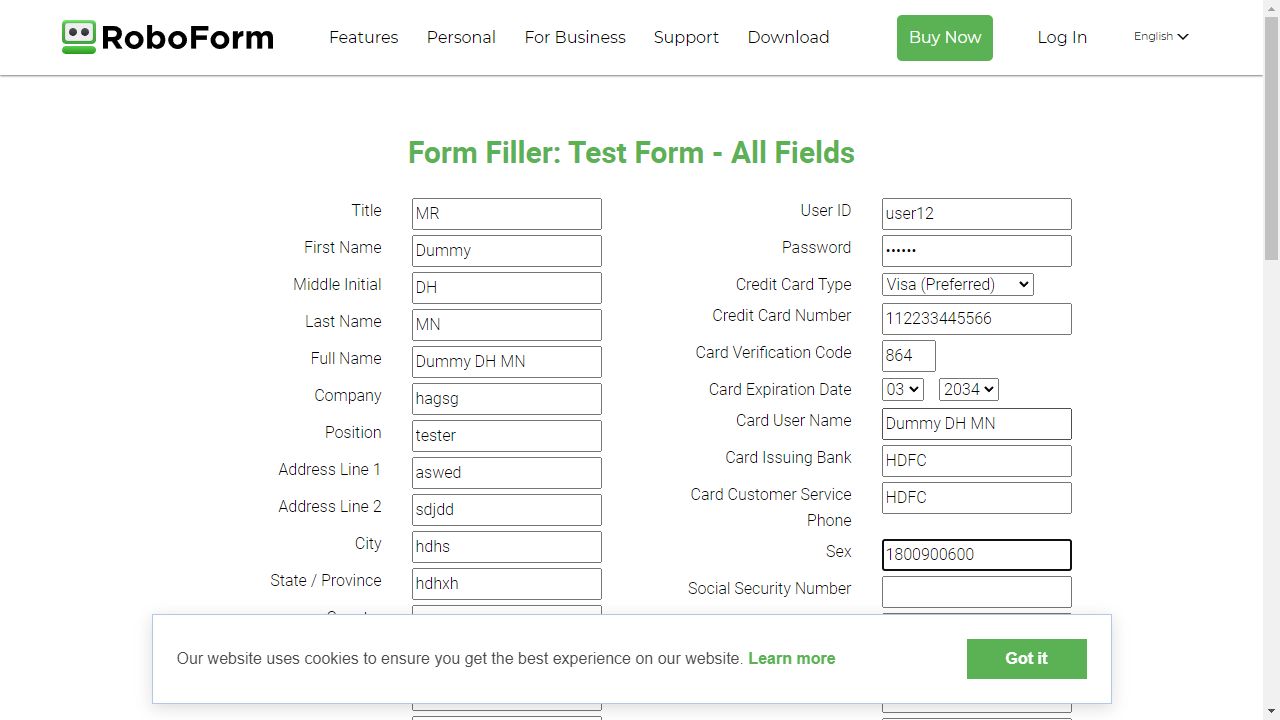 RoboForm Features Personal For Business Support Download Buy Now Log In English
Form Filler: Test Form - All Fields
Title MR
First Name Dummy
Middle Initial DH
Last Name MN
Full Name Dummy DH MN
Company hagsg
Position tester
Address Line 1 aswed
Address Line 2 sdjdd
City hdhs
State / Province hdhxh
User ID user12
Password ••••••
Credit Card Type Visa (Preferred)
Credit Card Number 112233445566
Card Verification Code 864
Card Expiration Date 03 2034
Card User Name Dummy DH MN
Card Issuing Bank HDFC
Card Customer Service HDFC
Phone
Sex 1800900600
Social Security Number
Our website uses cookies to ensure you get the best experience on our website. Learn more Got it